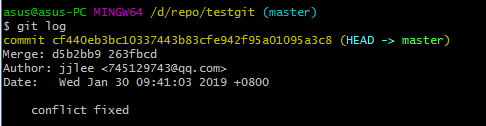 asus@asus-PC MINGW64 /d/repo/testgit (master)
$ git log
commit cf440eb3bc10337443b83cfe942f95a01095a3c8 (HEAD -> master)
Merge: d5b2bb9 263fbcd
Author: jjlee <745129743@qq.com>
Date:   Wed Jan 30 09:41:03 2019 +0800
    conflict fixed